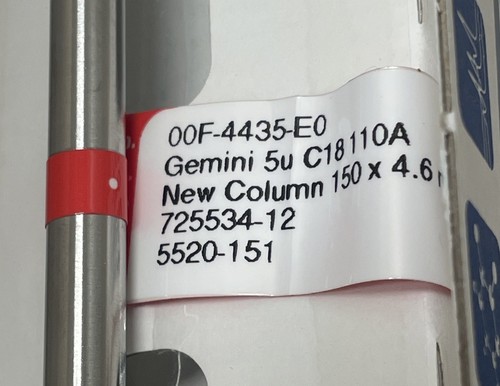 00F-4435-E0
Gemini 5u C18 110A
New Column 150 x 4.6
725534-12
5520-151